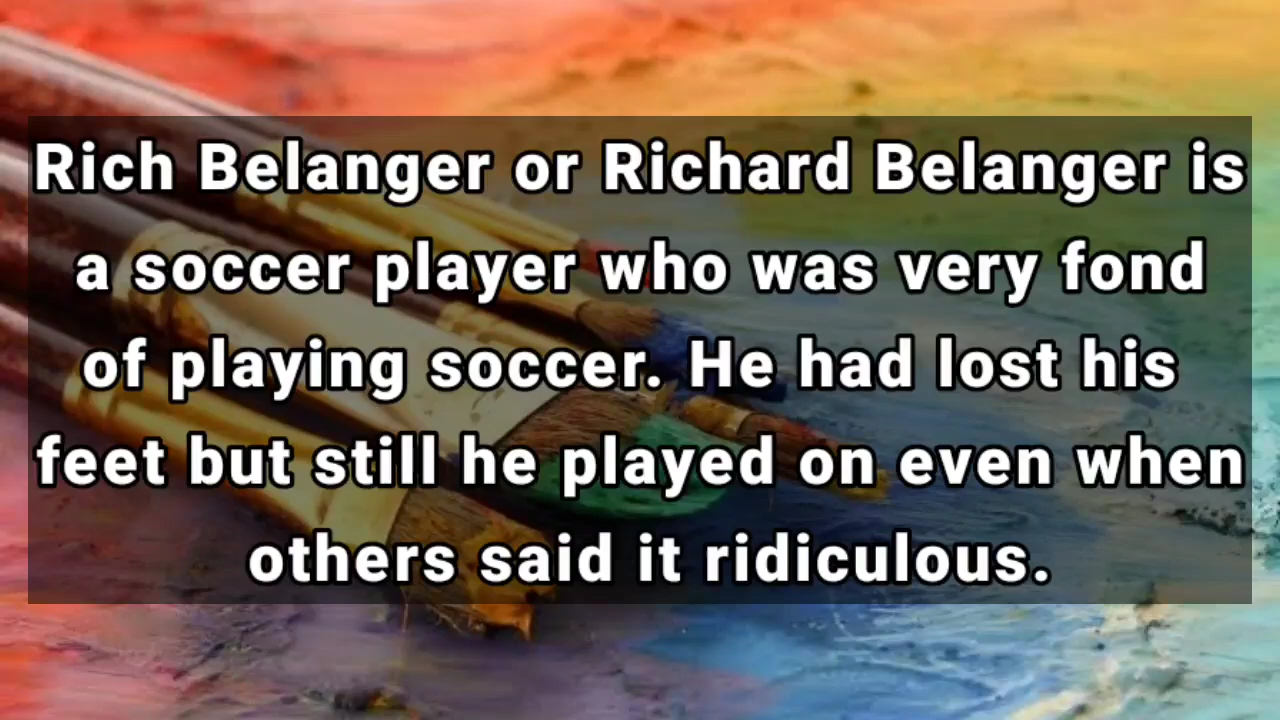 Rich Belanger or Richard Belanger is
a soccer player who was very fond
of playing soccer. He had lost his
feet but still he played on even when
others said it ridiculous.